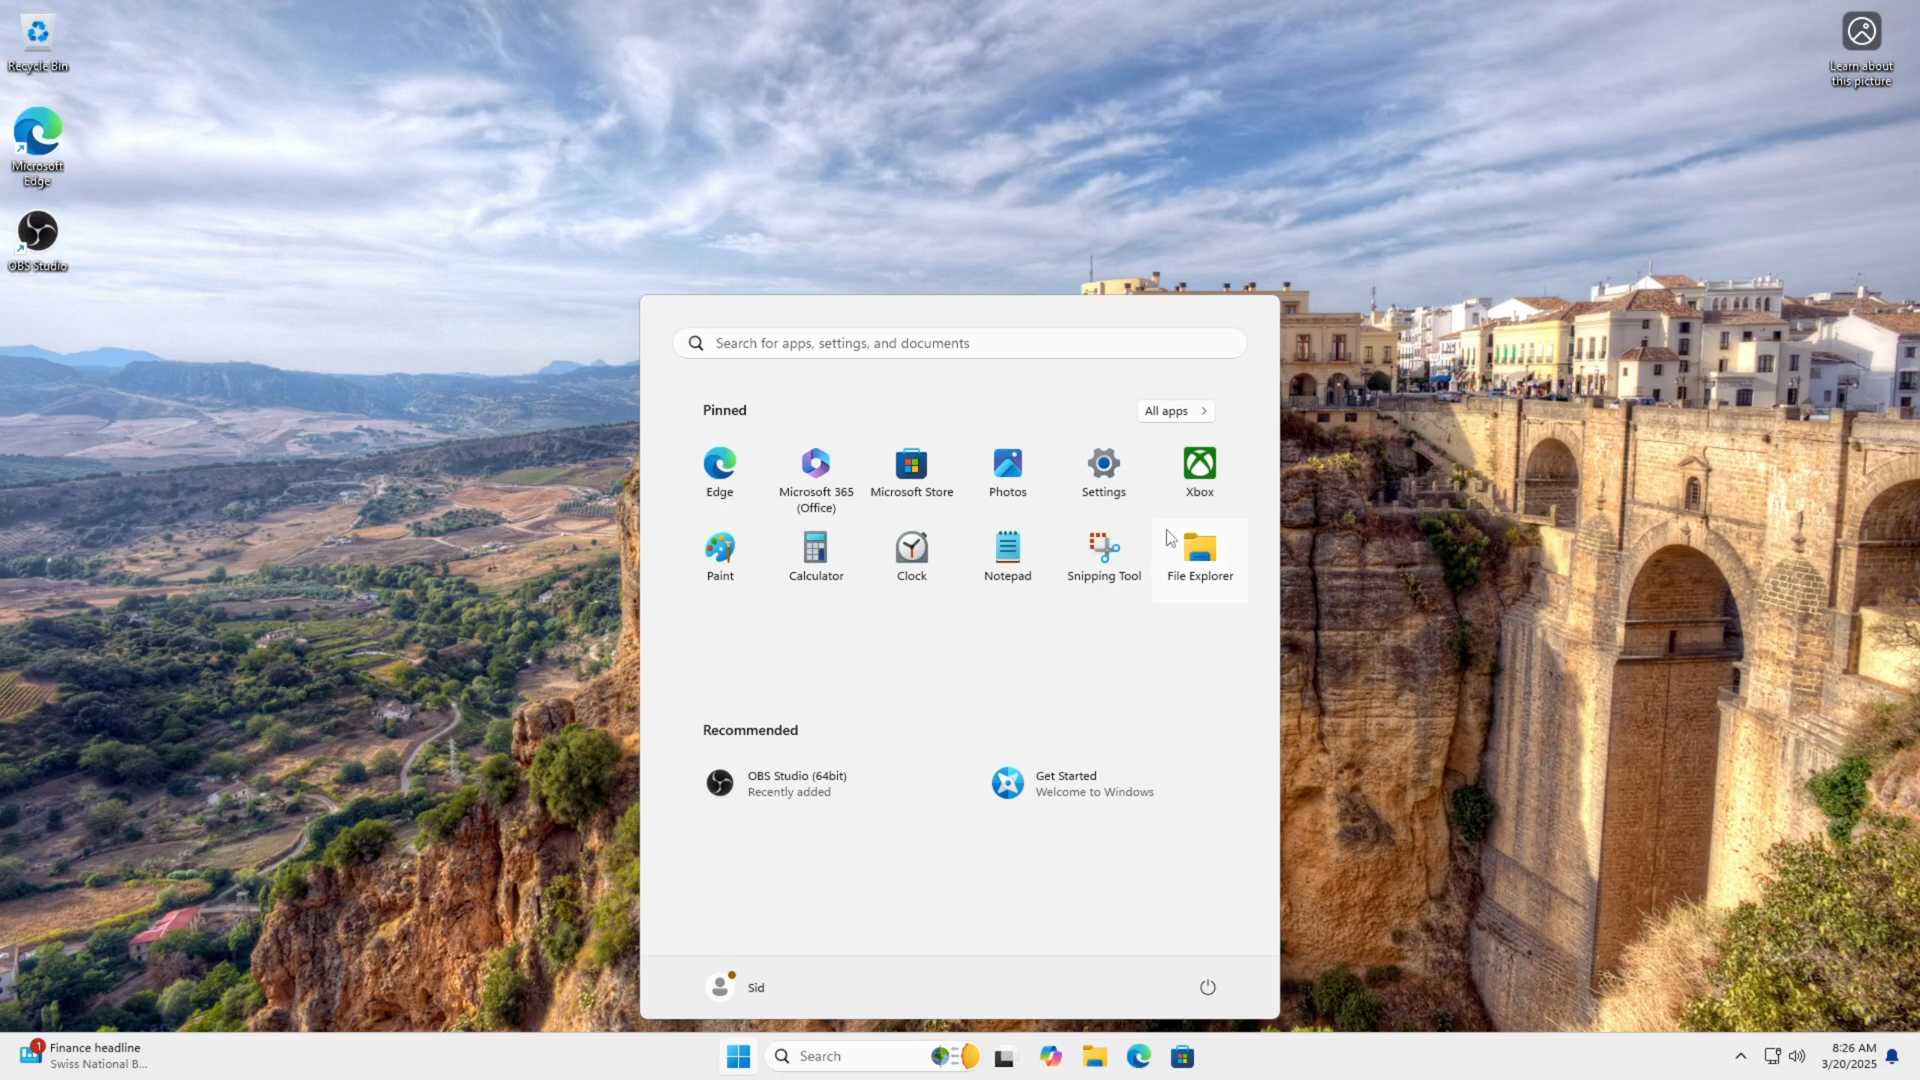 Recycle Bin
Microsoft
Edge
OBS Studio
Learn about
this picture
Search for apps, settings, and documents
Pinned
All apps
Edge
Microsoft 365
(Office)
Microsoft Store
Photos
Settings
Xbox
Paint
Calculator
Clock
Notepad
Snipping Tool
File Explorer
Recommended
OBS Studio (64bit)
Recently added
Get Started
Welcome to Windows
Sid
1
Finance headline
Swiss National B...
Search
8:26 AM
3/20/2025